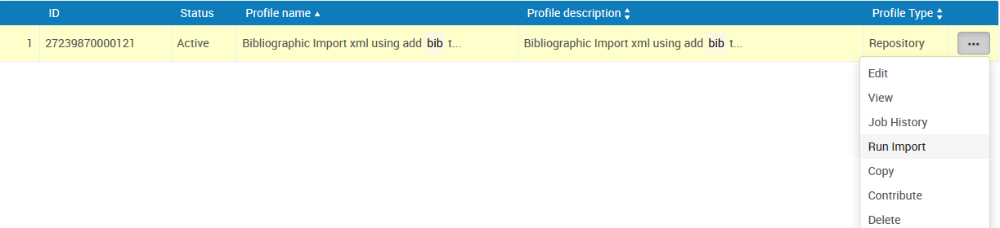 ID Status Profile name Profile description Profile Type
1 27239870000121 Active Bibliographic Import xml using add bib t... Bibliographic Import xml using add bib t... Repository ...
Edit
View
Job History
Run Import
Copy
Contribute
Delete